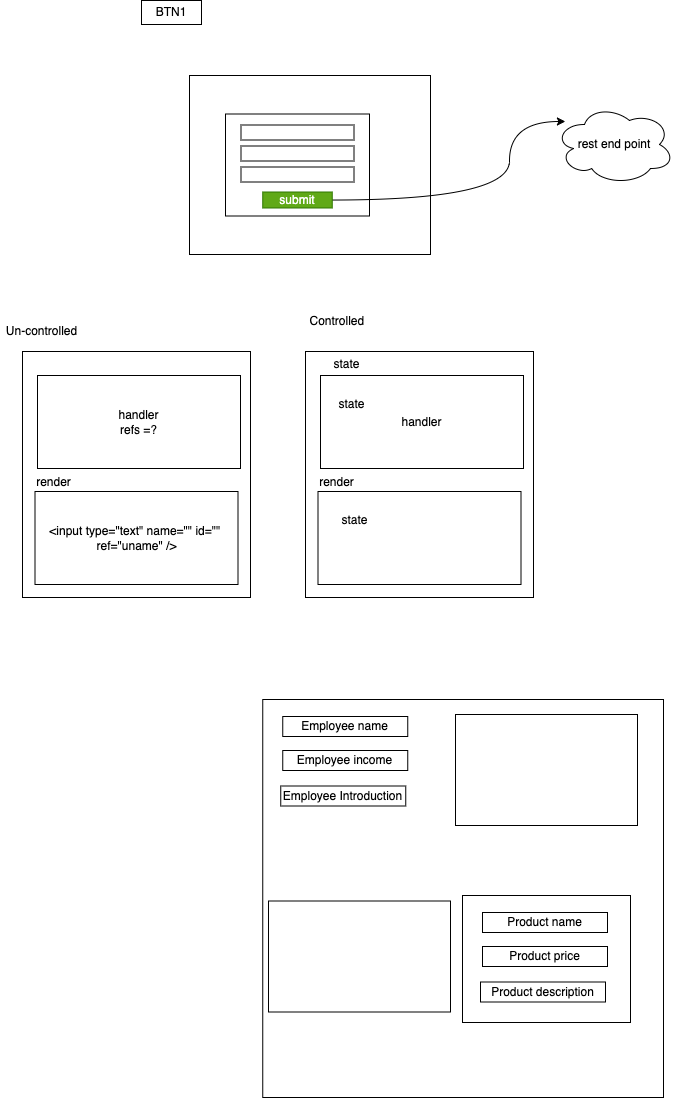 BTN1
rest end point
submit
Un-controlled
Controlled
state
handler
refs =?
state
handler
render
render
<input type="text" name="" id=""
ref="uname" />
state
Employee name
Employee income
Employee Introduction
Product name
Product price
Product description